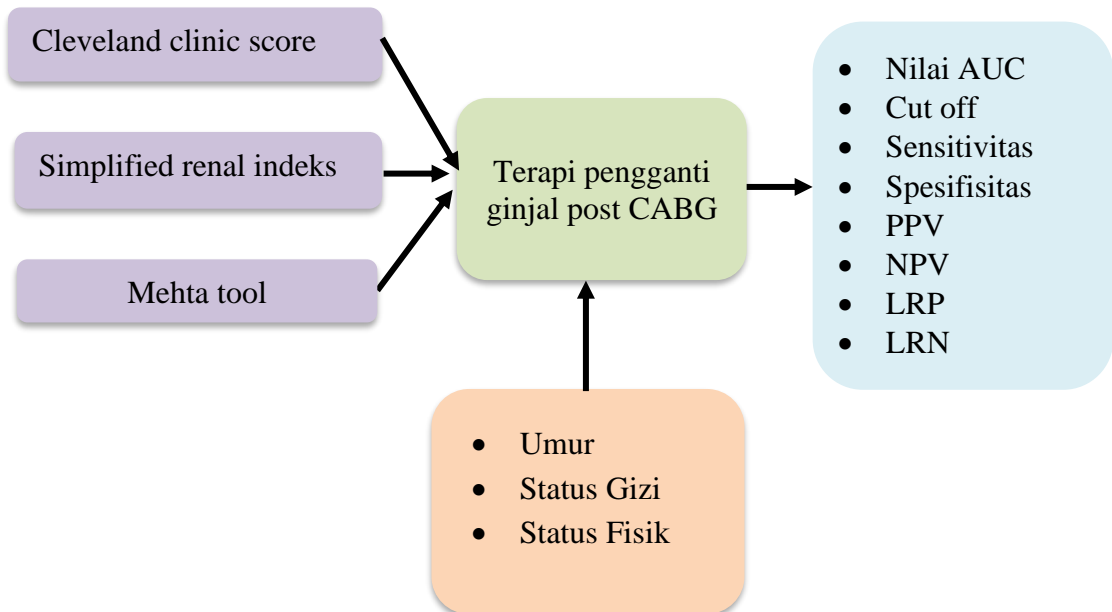 Cleveland clinic score
Simplified renal indeks
Mehta tool
Terapi pengganti
ginjal post CABG
• Nilai AUC
• Cut off
• Sensitivitas
• Spesifisitas
• PPV
• NPV
• LRP
• LRN
• Umur
• Status Gizi
• Status Fisik